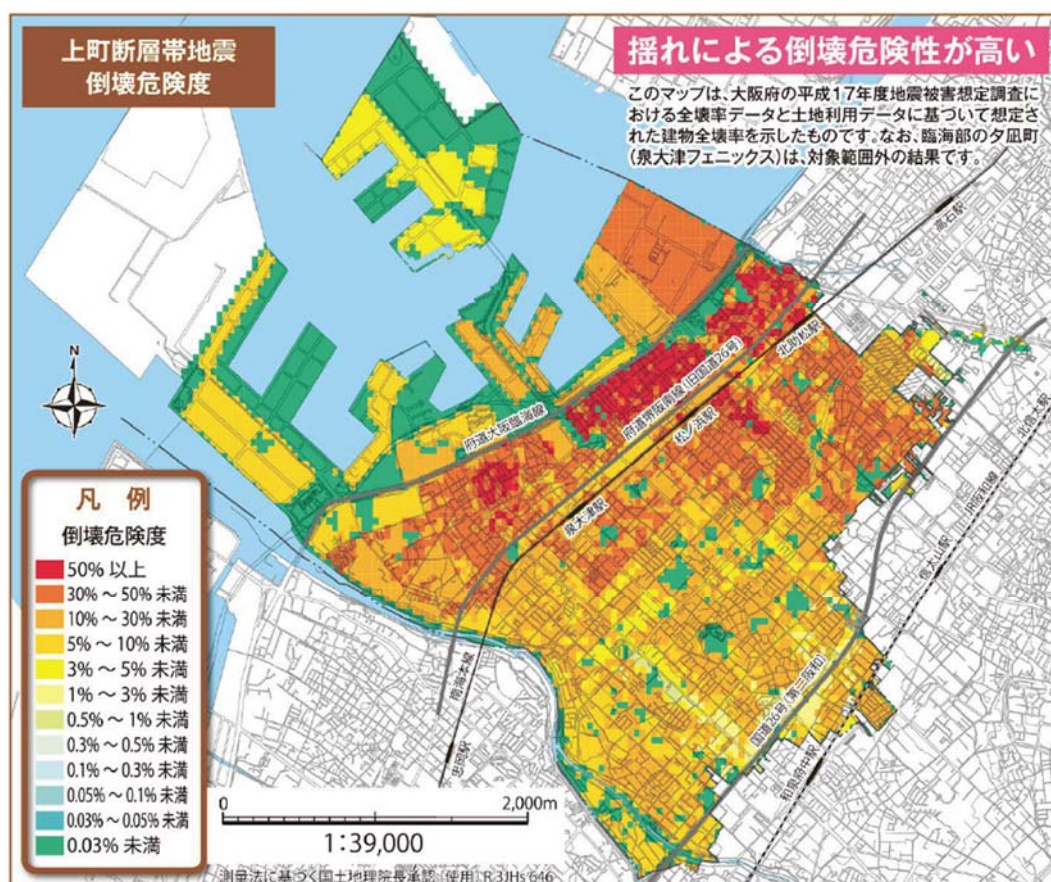 上町断層帯地震
倒壊危険度
揺れによる倒壊危険性が高い
このマップは、大阪府の平成17年度地震被害想定調査に
おける全壊率データと土地利用データに基づいて想定さ
れた建物全壊率を示したものです。なお、臨海部の夕凪町
(泉大津フェニックス)は、対象範囲外の結果です。
高石駅
北助松駅
府道堺阪南線(旧国道26号)
松ノ浜駅
府道大阪臨海線
北信太駅
JR阪和線
泉大津駅
信太山駅
国道26号(第二阪和)
南海本線
忠岡駅
和泉府中駅
N
凡 例
倒壊危険度
50% 以上
30% ~ 50% 未満
10% ~ 30% 未満
5% ~ 10% 未満
3% ~ 5% 未満
1% ~ 3% 未満
0.5% ~ 1% 未満
0.3% ~ 0.5% 未満
0.1% ~ 0.3% 未満
0.05% ~ 0.1% 未満
0.03% ~ 0.05% 未満
0.03% 未満
0 2,000m
1:39,000
測量法に基づく国土地理院長承認(使用)R 3JHs 646